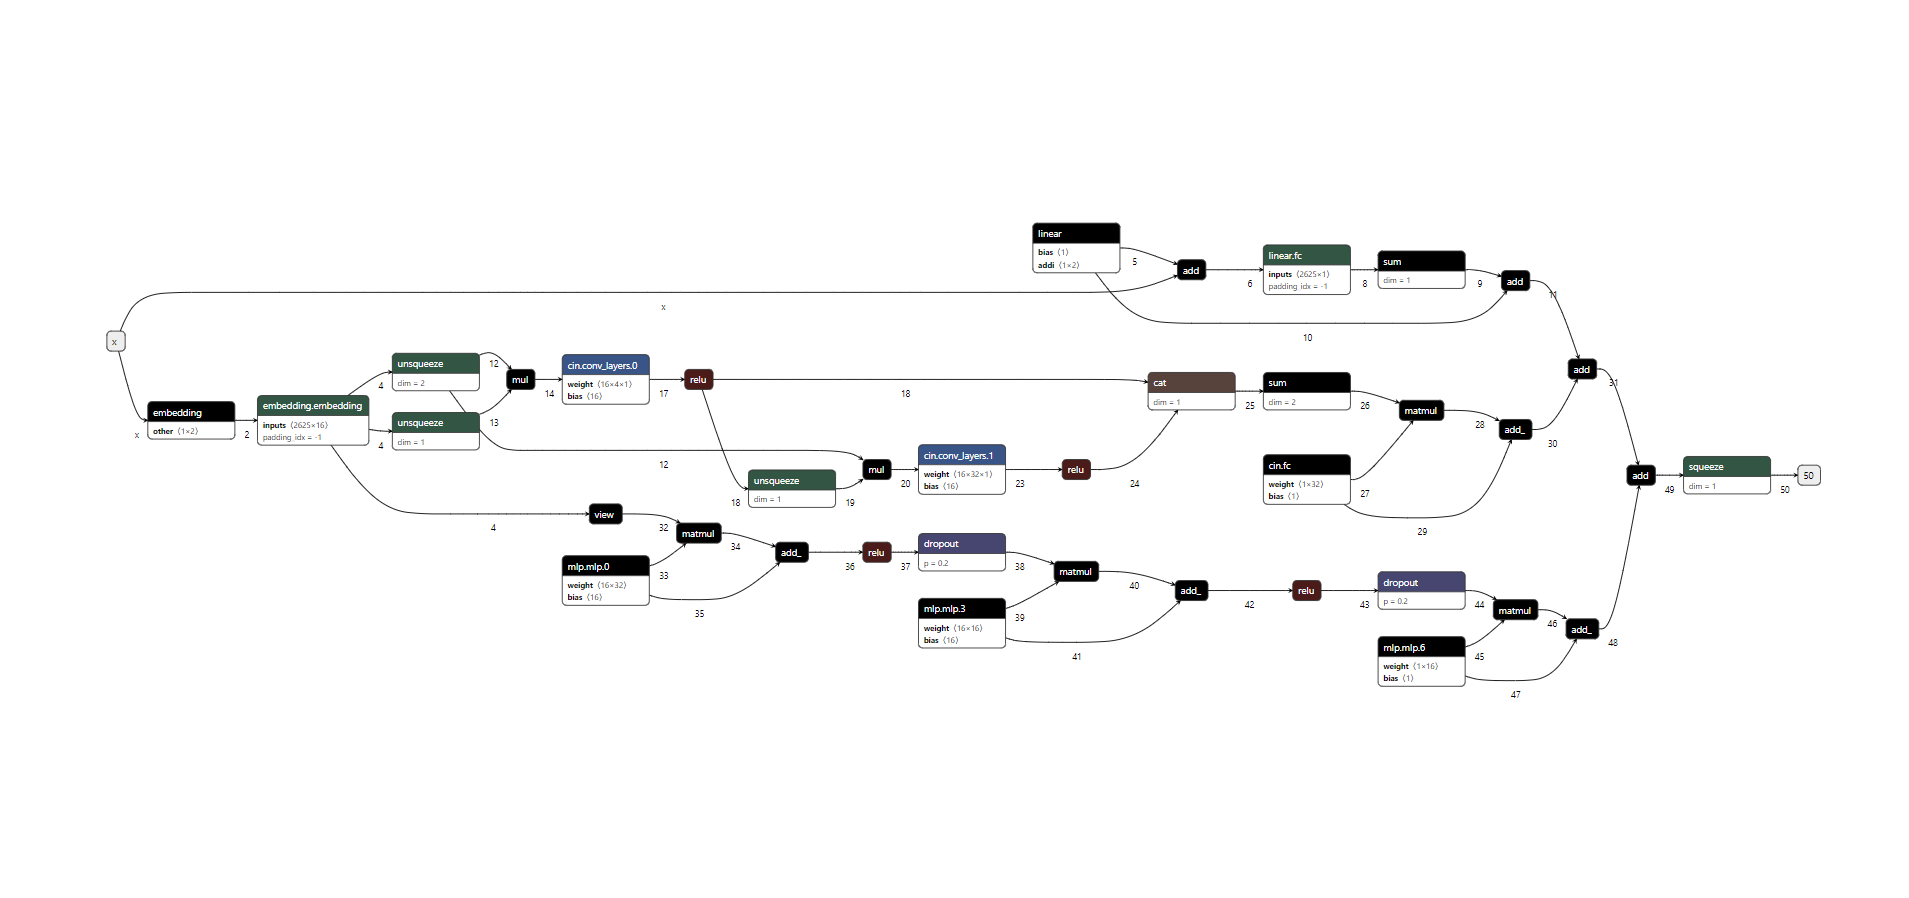 linear
bias ⟨1⟩
addi ⟨1×2⟩
5
add
6
linear.fc
inputs ⟨2625×1⟩
padding idx = -1
8
sum
dim = 1
9
add
11
10
x
x
x
embedding
other ⟨1×2⟩
2
embedding.embedding
inputs ⟨2625×16⟩
padding idx = -1
4
4
4
unsqueeze
dim = 2
12
unsqueeze
dim = 1
13
mul
14
cin.conv_layers.0
weight ⟨16×4×1⟩
bias ⟨16⟩
17
relu
18
12
18
unsqueeze
dim = 1
19
mul
20
cin.conv_layers.1
weight ⟨16×32×1⟩
bias ⟨16⟩
23
relu
24
cat
dim = 1
25
sum
dim = 2
26
matmul
28
cin.fc
weight ⟨1×32⟩
bias ⟨1⟩
27
29
add_
30
add
31
view
32
mlp.mlp.0
weight ⟨16×32⟩
bias ⟨16⟩
33
35
matmul
34
add_
36
relu
37
dropout
p = 0.2
38
mlp.mlp.3
weight ⟨16×16⟩
bias ⟨16⟩
39
41
matmul
40
add_
42
relu
43
dropout
p = 0.2
44
mlp.mlp.6
weight ⟨1×16⟩
bias ⟨1⟩
45
47
matmul
46
add_
48
add
49
squeeze
dim = 1
50
50